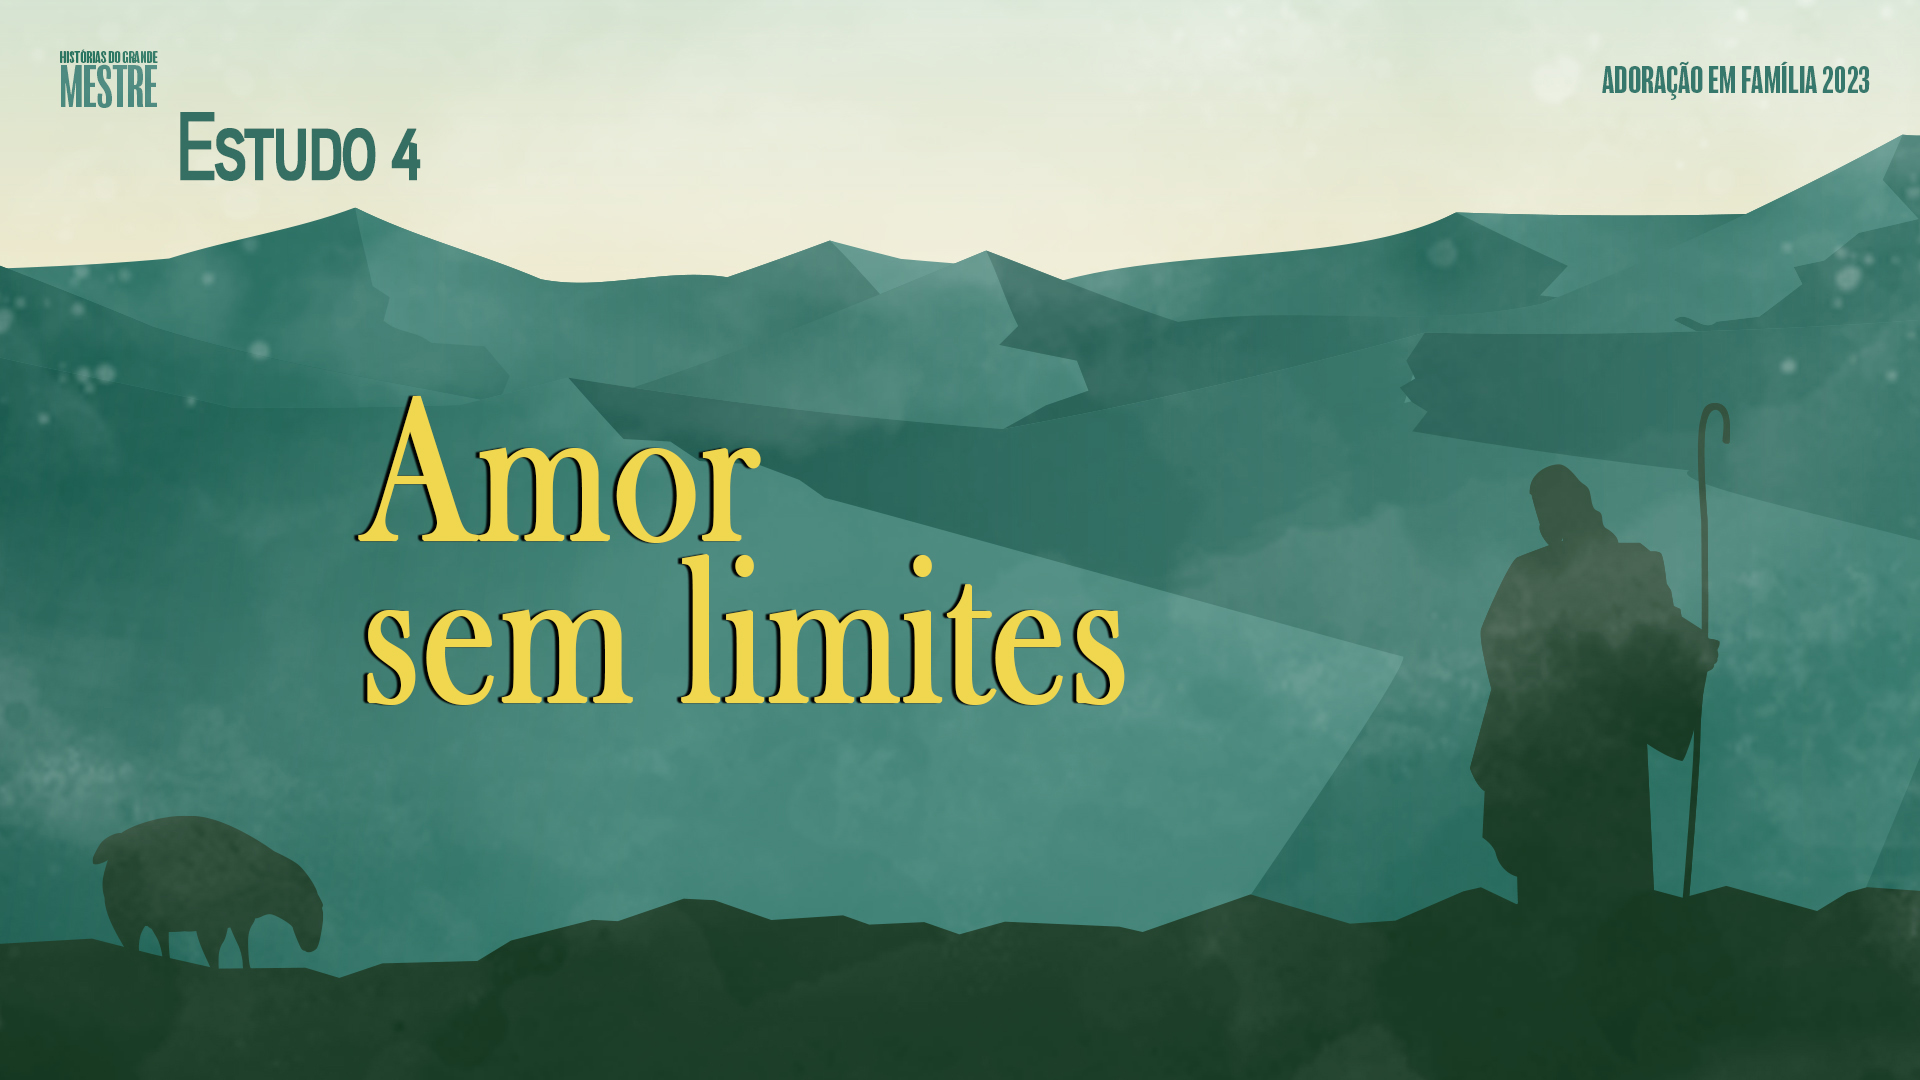 HISTÓRIAS DO GRANDE
MESTRE
ADORAÇÃO EM FAMÍLIA 2023
ESTUDO 4
Amor
sem limites